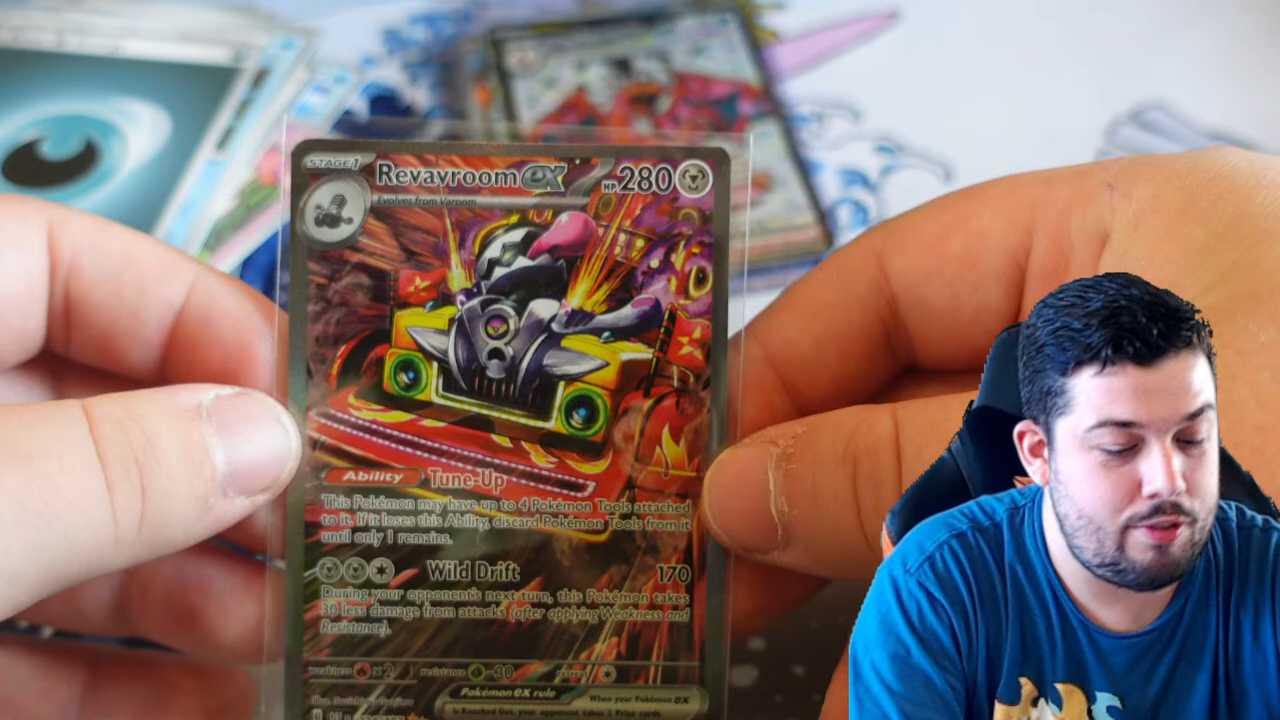 STAGE 1
Revavroom ex HP 280
Evolves from Varoom
Ability Tune-Up
This Pokémon may have up to 4 Pokémon Tools attached
to it. If it loses this Ability, discard Pokémon Tools from it
until only 1 remains.
Wild Drift 170
During your opponent's next turn, this Pokémon takes
30 less damage from attacks (after applying Weakness and
Resistance).
weakness ×2 resistance -30 retreat
Illus.
Pokémon ex rule
When your Pokémon ex
is Knocked Out, your opponent takes 2 Prize cards.